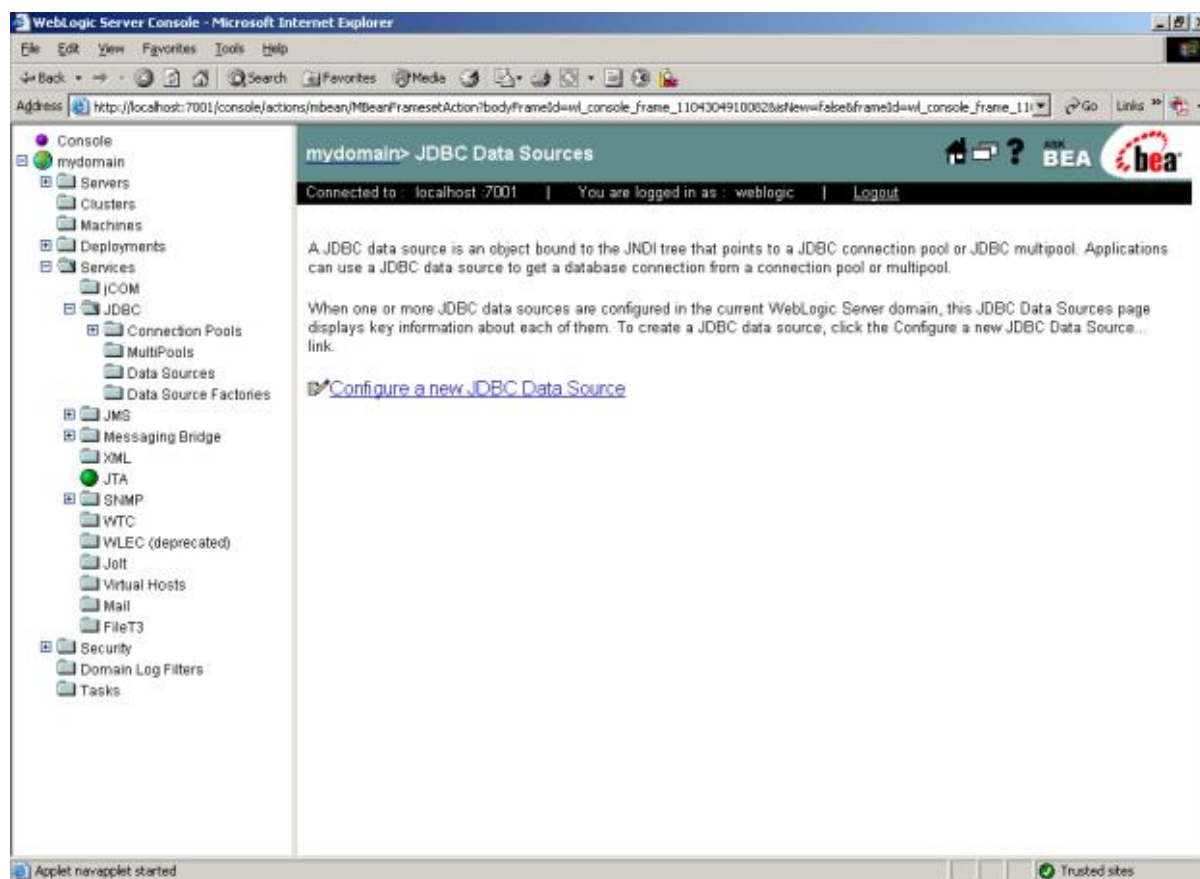 WebLogic Server Console - Microsoft Internet Explorer
File Edit View Favorites Tools Help
Back Search Favorites Media
Address http://localhost:7001/console/actions/mbean/MBeanFramesetAction?bodyFrameId=wl_console_frame_1104304910082&isNew=false&frameId=wl_console_frame_11 Go Links »
Console
mydomain
Servers
Clusters
Machines
Deployments
Services
jCOM
JDBC
Connection Pools
MultiPools
Data Sources
Data Source Factories
JMS
Messaging Bridge
XML
JTA
SNMP
WTC
WLEC (deprecated)
Jolt
Virtual Hosts
Mail
FileT3
Security
Domain Log Filters
Tasks
mydomain> JDBC Data Sources
? ASK BEA bea
Connected to : localhost :7001 | You are logged in as : weblogic | Logout
A JDBC data source is an object bound to the JNDI tree that points to a JDBC connection pool or JDBC multipool. Applications
can use a JDBC data source to get a database connection from a connection pool or multipool.
When one or more JDBC data sources are configured in the current WebLogic Server domain, this JDBC Data Sources page
displays key information about each of them. To create a JDBC data source, click the Configure a new JDBC Data Source...
link.
Configure a new JDBC Data Source
Applet navapplet started
Trusted sites